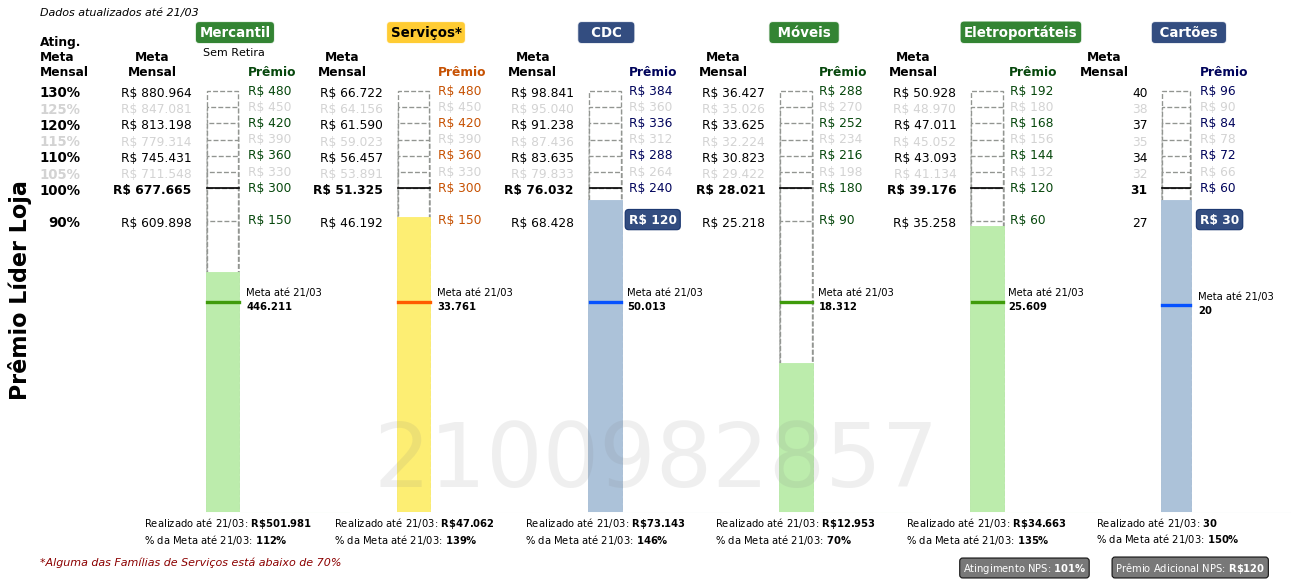 Dados atualizados até 21/03
Mercantil Serviços* CDC Móveis Eletroportáteis Cartões
Sem Retira
Ating. Meta Mensal Meta Mensal Prêmio Meta Mensal Prêmio Meta Mensal Prêmio Meta Mensal Prêmio Meta Mensal Prêmio Meta Mensal Prêmio
130% R$ 880.964 R$ 480 R$ 66.722 R$ 480 R$ 98.841 R$ 384 R$ 36.427 R$ 288 R$ 50.928 R$ 192 40 R$ 96
125% R$ 847.081 R$ 450 R$ 64.156 R$ 450 R$ 95.040 R$ 360 R$ 35.026 R$ 270 R$ 48.970 R$ 180 38 R$ 90
120% R$ 813.198 R$ 420 R$ 61.590 R$ 420 R$ 91.238 R$ 336 R$ 33.625 R$ 252 R$ 47.011 R$ 168 37 R$ 84
115% R$ 779.314 R$ 390 R$ 59.023 R$ 390 R$ 87.436 R$ 312 R$ 32.224 R$ 234 R$ 45.052 R$ 156 35 R$ 78
110% R$ 745.431 R$ 360 R$ 56.457 R$ 360 R$ 83.635 R$ 288 R$ 30.823 R$ 216 R$ 43.093 R$ 144 34 R$ 72
105% R$ 711.548 R$ 330 R$ 53.891 R$ 330 R$ 79.833 R$ 264 R$ 29.422 R$ 198 R$ 41.134 R$ 132 32 R$ 66
100% R$ 677.665 R$ 300 R$ 51.325 R$ 300 R$ 76.032 R$ 240 R$ 28.021 R$ 180 R$ 39.176 R$ 120 31 R$ 60
90% R$ 609.898 R$ 150 R$ 46.192 R$ 150 R$ 68.428 R$ 120 R$ 25.218 R$ 90 R$ 35.258 R$ 60 27 R$ 30
Prêmio Líder Loja
Meta até 21/03 Meta até 21/03 Meta até 21/03 Meta até 21/03 Meta até 21/03 Meta até 21/03
446.211 33.761 50.013 18.312 25.609 20
21009982857
Realizado até 21/03: R$501.981 Realizado até 21/03: R$47.062 Realizado até 21/03: R$73.143 Realizado até 21/03: R$12.953 Realizado até 21/03: R$34.663 Realizado até 21/03: 30
% da Meta até 21/03: 112% % da Meta até 21/03: 139% % da Meta até 21/03: 146% % da Meta até 21/03: 70% % da Meta até 21/03: 135% % da Meta até 21/03: 150%
*Alguma das Famílias de Serviços está abaixo de 70%
Atingimento NPS: 101% Prêmio Adicional NPS: R$120